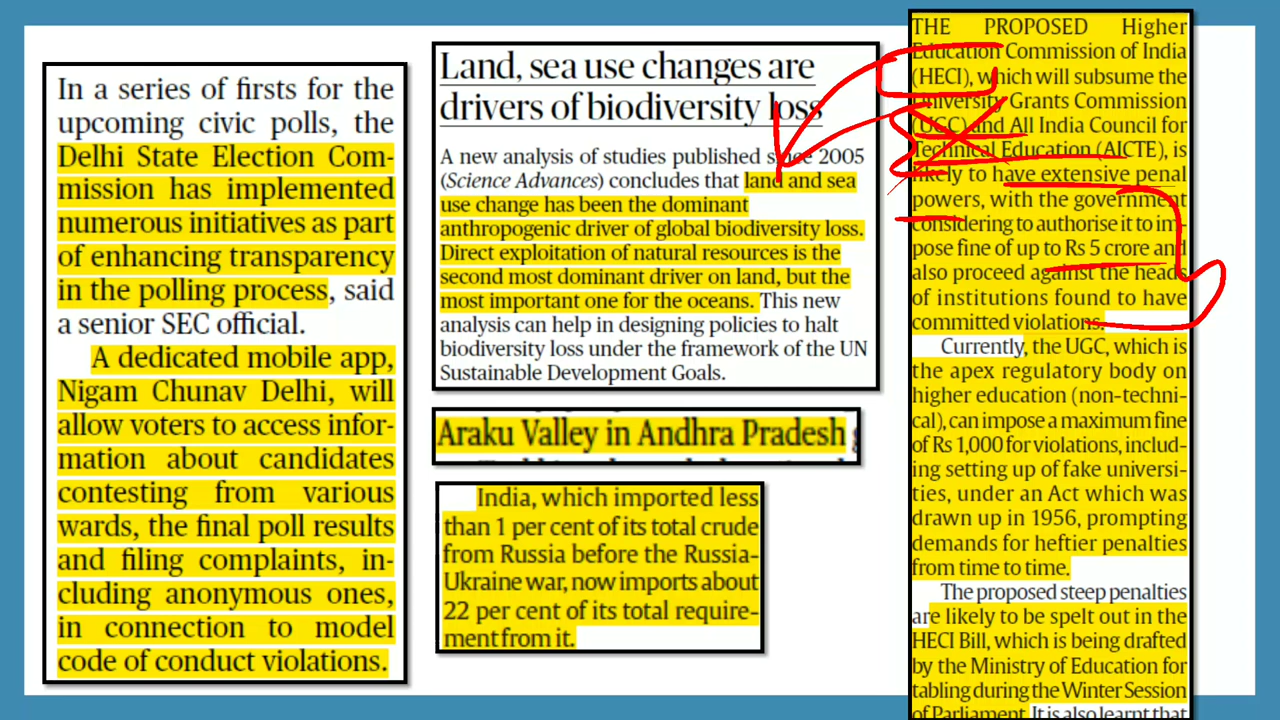 In a series of firsts for the
upcoming civic polls, the
Delhi State Election Com-
mission has implemented
numerous initiatives as part
of enhancing transparency
in the polling process, said
a senior SEC official.
A dedicated mobile app,
Nigam Chunav Delhi, will
allow voters to access infor-
mation about candidates
contesting from various
wards, the final poll results
and filing complaints, in-
cluding anonymous ones,
in connection to model
code of conduct violations.
Land, sea use changes are
drivers of biodiversity loss
A new analysis of studies published since 2005
(Science Advances) concludes that land and sea
use change has been the dominant
anthropogenic driver of global biodiversity loss.
Direct exploitation of natural resources is the
second most dominant driver on land, but the
most important one for the oceans. This new
analysis can help in designing policies to halt
biodiversity loss under the framework of the UN
Sustainable Development Goals.
Araku Valley in Andhra Pradesh
India, which imported less
than 1 per cent of its total crude
from Russia before the Russia-
Ukraine war, now imports about
22 per cent of its total require-
ment from it.
THE PROPOSED Higher
Education Commission of India
(HECI), which will subsume the
University Grants Commission
(UGC) and All India Council for
Technical Education (AICTE), is
likely to have extensive penal
powers, with the government
considering to authorise it to im-
pose fine of up to Rs 5 crore and
also proceed against the heads
of institutions found to have
committed violations.
Currently, the UGC, which is
the apex regulatory body on
higher education (non-techni-
cal), can impose a maximum fine
of Rs 1,000 for violations, includ-
ing setting up of fake universi-
ties, under an Act which was
drawn up in 1956, prompting
demands for heftier penalties
from time to time.
The proposed steep penalties
are likely to be spelt out in the
HECI Bill, which is being drafted
by the Ministry of Education for
tabling during the Winter Session
of Parliament. It is also learnt that